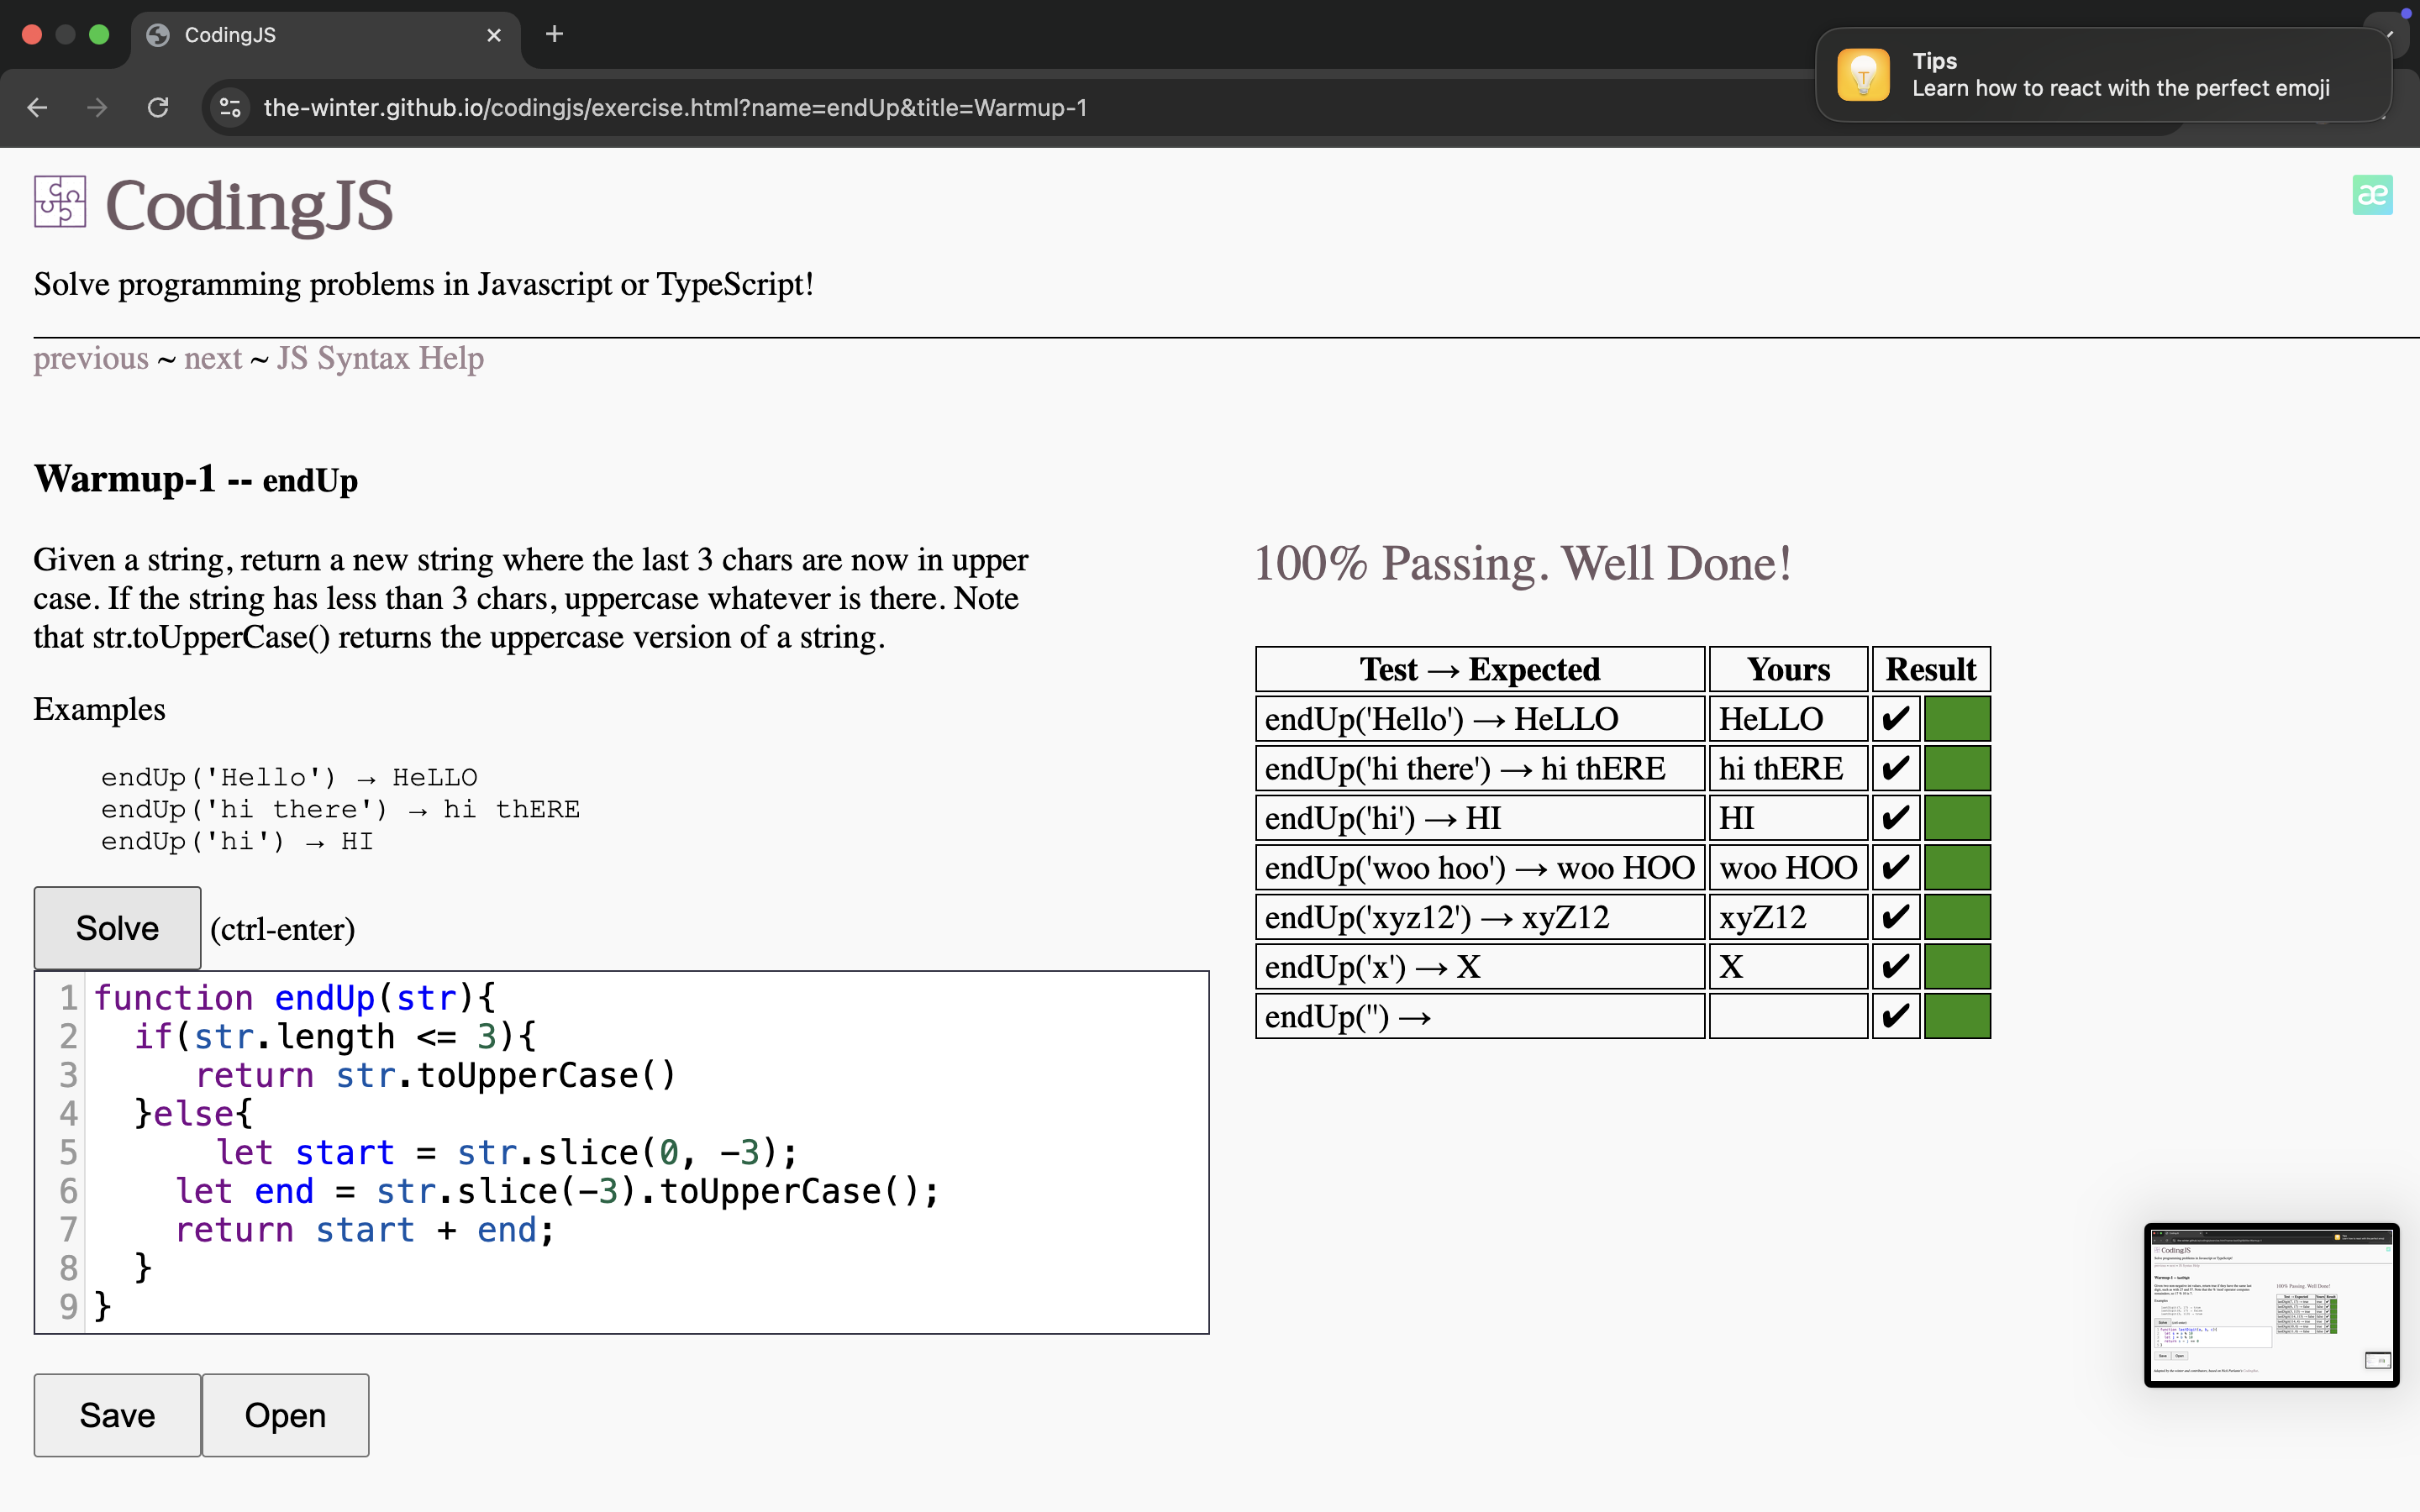 CodingJS
Tips
Learn how to react with the perfect emoji
the-winter.github.io/codingjs/exercise.html?name=endUp&title=Warmup-1
CodingJS
æ
Solve programming problems in Javascript or TypeScript!
previous ~ next ~ JS Syntax Help
Warmup-1 -- endUp
Given a string, return a new string where the last 3 chars are now in upper
case. If the string has less than 3 chars, uppercase whatever is there. Note
that str.toUpperCase() returns the uppercase version of a string.
Examples
endUp('Hello') → HeLLO
endUp('hi there') → hi thERE
endUp('hi') → HI
Solve (ctrl-enter)
1 function endUp(str){
2 if(str.length <= 3){
3 return str.toUpperCase()
4 }else{
5 let start = str.slice(0, -3);
6 let end = str.slice(-3).toUpperCase();
7 return start + end;
8 }
9 }
Save Open
100% Passing. Well Done!
Test → Expected Yours Result
endUp('Hello') → HeLLO HeLLO ✔
endUp('hi there') → hi thERE hi thERE ✔
endUp('hi') → HI HI ✔
endUp('woo hoo') → woo HOO woo HOO ✔
endUp('xyz12') → xyZ12 xyZ12 ✔
endUp('x') → X X ✔
endUp('') → ✔
CodingJS
100% Passing. Well Done!